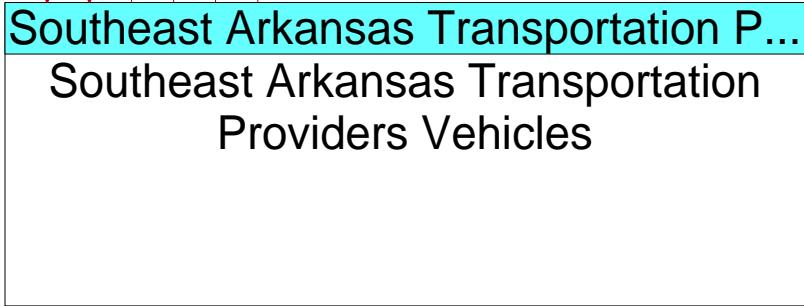 Southeast Arkansas Transportation P...
Southeast Arkansas Transportation
Providers Vehicles